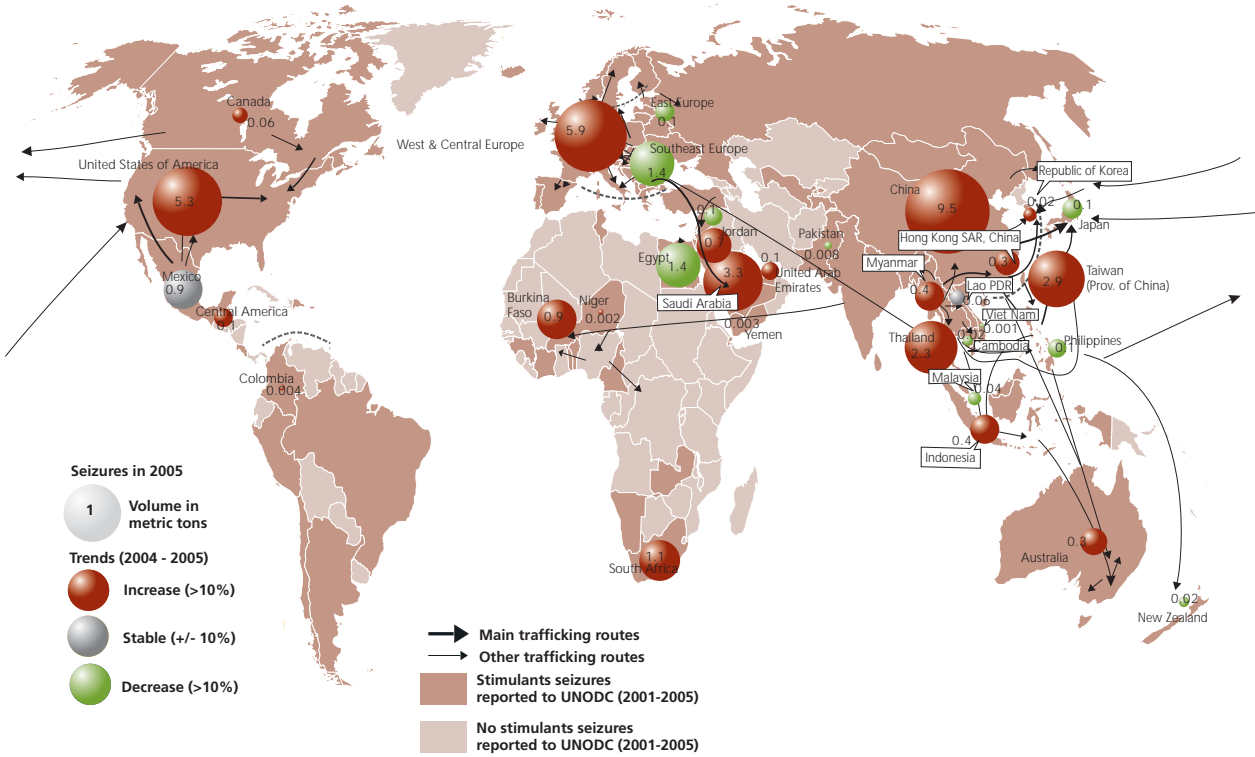 Canada
0.06
United States of America
5.3
Mexico
0.9
Central America
0.1
Colombia
0.004
West & Central Europe
5.9
East Europe
0.1
Southeast Europe
1.4
0.1
Jordan
0.7
Egypt
1.4
3.3
Saudi Arabia
0.1
United Arab
Emirates
0.003
Yemen
Pakistan
0.008
Burkina
Faso
0.9
Niger
0.002
1.1
South Africa
China
9.5
Republic of Korea
0.02
0.1
Japan
Hong Kong SAR, China
0.3
Myanmar
0.4
Lao PDR
0.06
Taiwan
(Prov. of China)
2.9
Viet Nam
0.001
0.02
Cambodia
Thailand
2.3
Philippines
Malaysia
0.04
0.4
Indonesia
0.3
Australia
0.02
New Zealand
Seizures in 2005
1
Volume in
metric tons
Trends (2004 - 2005)
Increase (>10%)
Stable (+/- 10%)
Decrease (>10%)
Main trafficking routes
Other trafficking routes
Stimulants seizures
reported to UNODC (2001-2005)
No stimulants seizures
reported to UNODC (2001-2005)